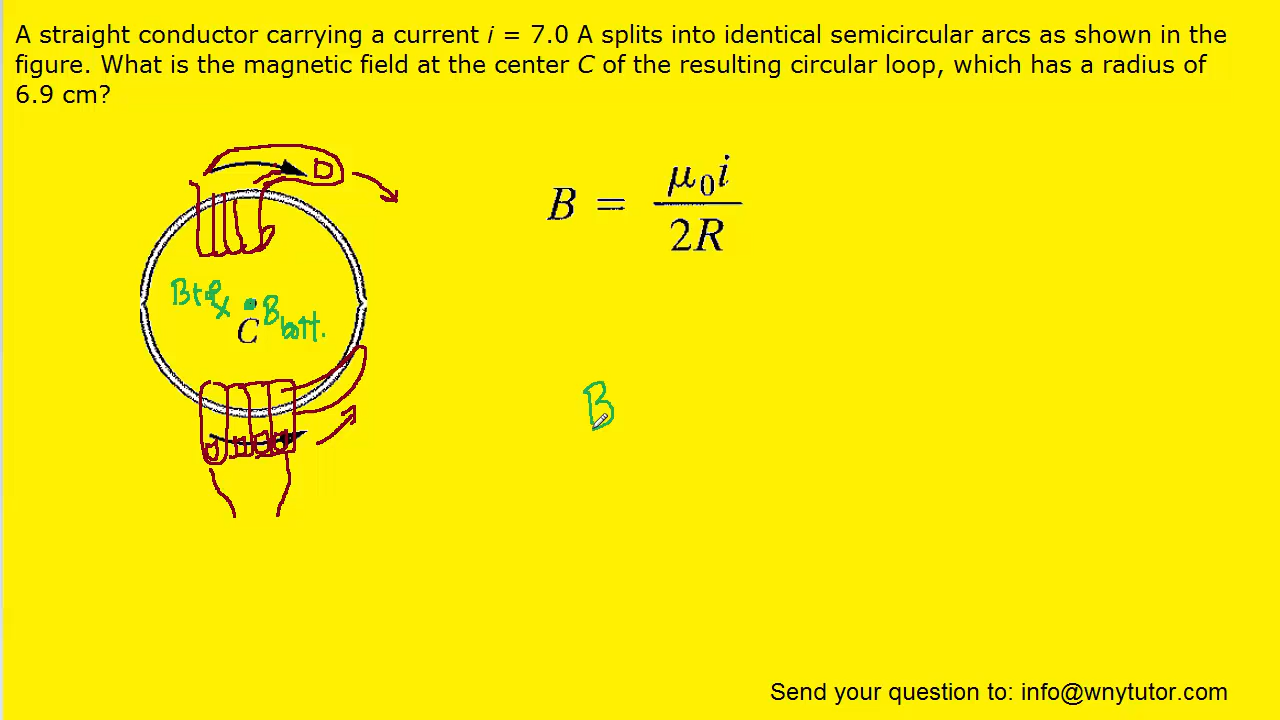 A straight conductor carrying a current i = 7.0 A splits into identical semicircular arcs as shown in the
figure. What is the magnetic field at the center C of the resulting circular loop, which has a radius of
6.9 cm?
B = μ₀i / 2R
Btop x • Bbott.
C
B
Send your question to: info@wnytutor.com